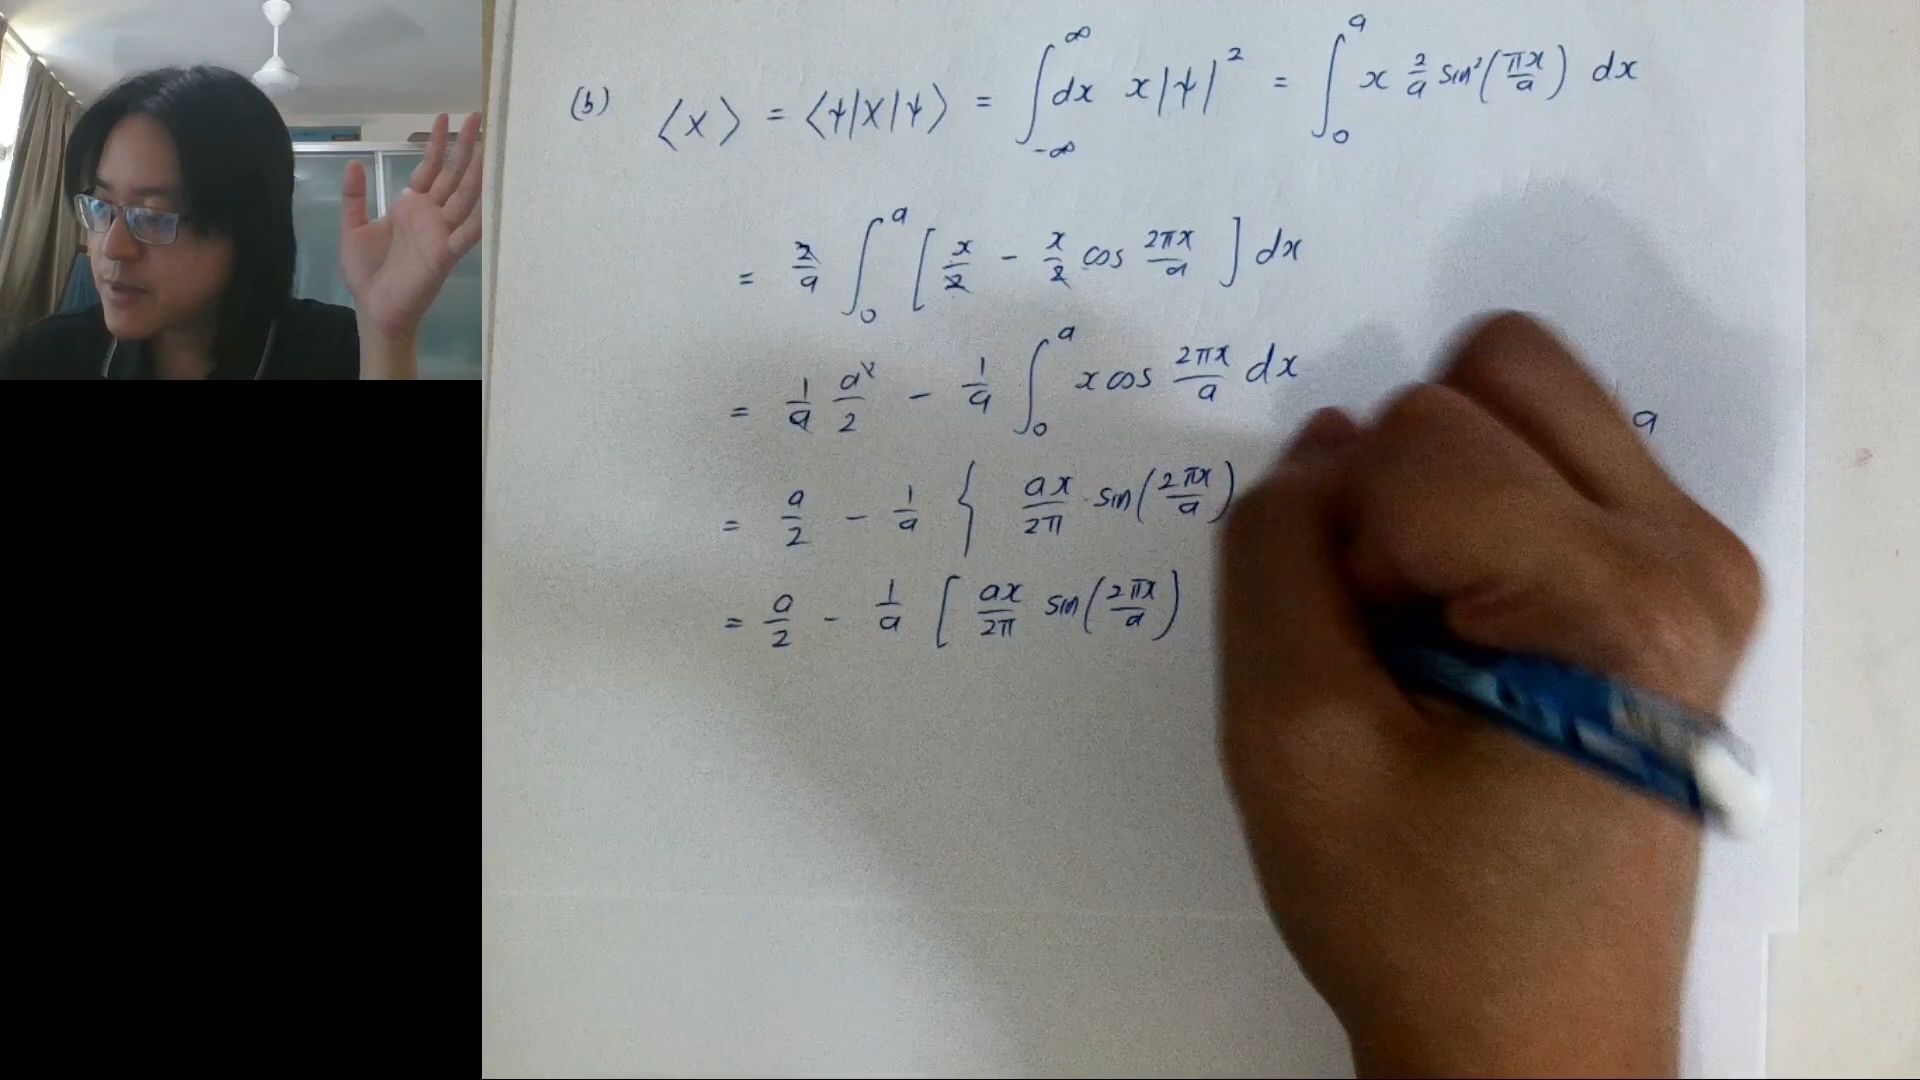 (b) ⟨X⟩ = ⟨ψ|X|ψ⟩ = ∫_{-∞}^{∞} dx x|ψ|² = ∫_0^a x 2/a sin²(πx/a) dx
= 2/a ∫_0^a [x/2 - x/2 cos 2πx/a] dx
= 1/a a²/2 - 1/a ∫_0^a x cos 2πx/a dx
= a/2 - 1/a { ax/2π sin(2πx/a) a
= a/2 - 1/a [ ax/2π sin(2πx/a)